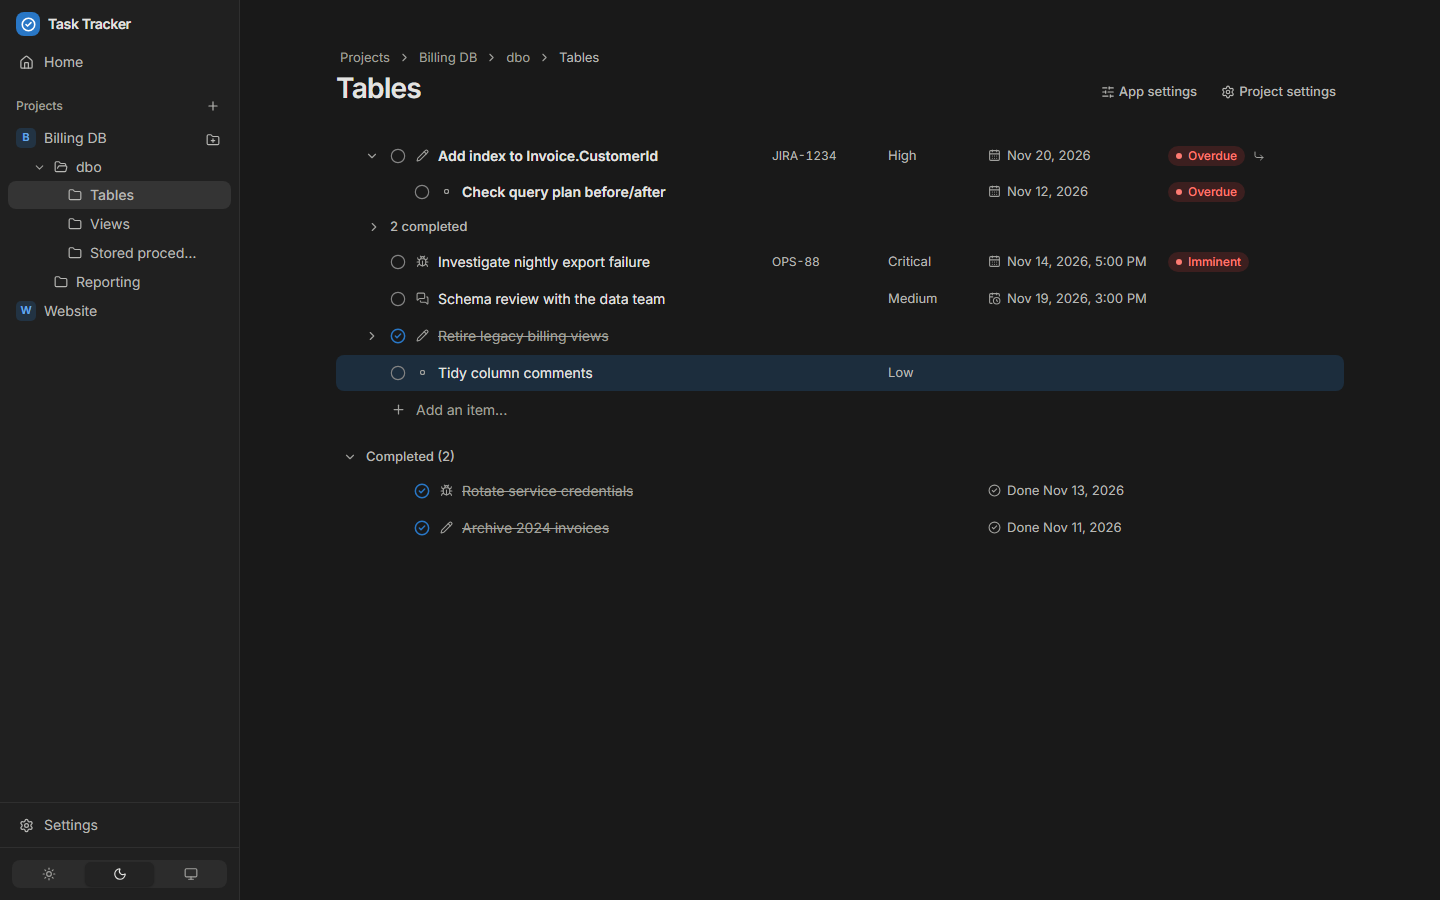 Task Tracker
Home
Projects
B Billing DB
dbo
Tables
Views
Stored proced...
Reporting
W Website
Settings
Projects > Billing DB > dbo > Tables
Tables
App settings
Project settings
Add index to Invoice.CustomerId JIRA-1234 High Nov 20, 2026 Overdue
Check query plan before/after Nov 12, 2026 Overdue
2 completed
Investigate nightly export failure OPS-88 Critical Nov 14, 2026, 5:00 PM Imminent
Schema review with the data team Medium Nov 19, 2026, 3:00 PM
Retire legacy billing views
Tidy column comments Low
Add an item...
Completed (2)
Rotate service credentials Done Nov 13, 2026
Archive 2024 invoices Done Nov 11, 2026